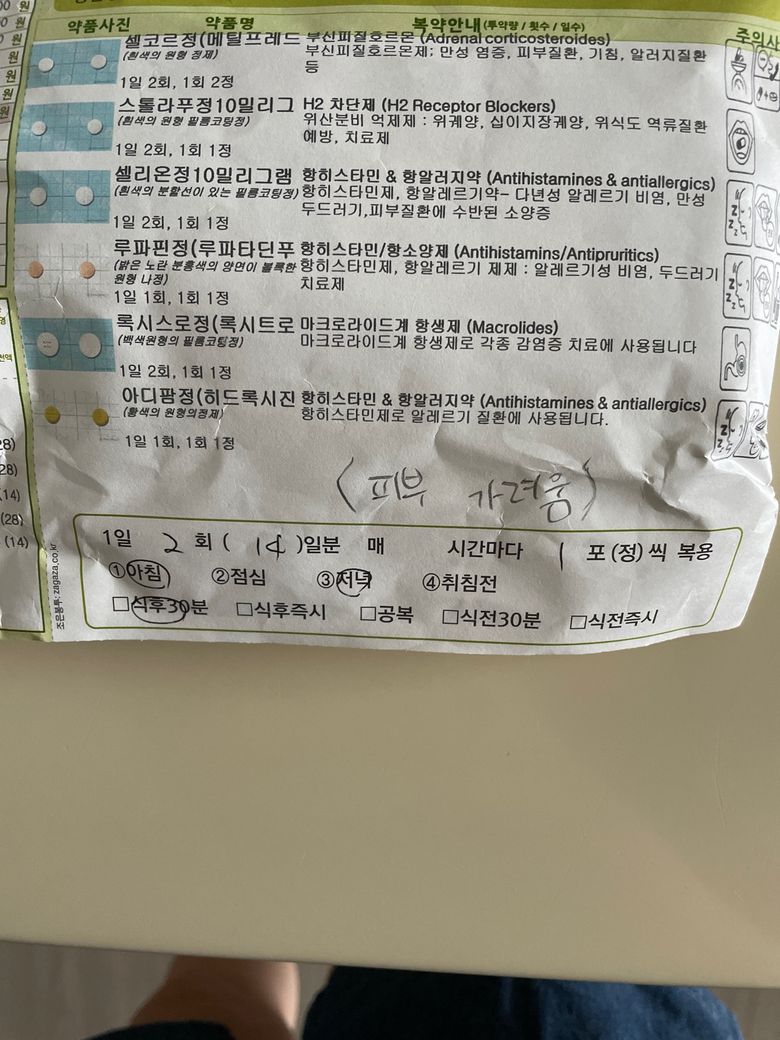 00 원
0 원
원
원
원
원
약품사진 약품명 복약안내(투약량 / 횟수 / 일수) 주의사
셀코르정(메틸프레드 부신피질호르몬 (Adrenal corticosteroids)
(흰색의 원형 정제) 부신피질호르몬제; 만성 염증, 피부질환, 기침, 알러지질환
등
1일 2회, 1회 2정
스톨라푸정10밀리그 H2 차단제 (H2 Receptor Blockers)
(흰색의 원형 필름코팅정) 위산분비 억제제 : 위궤양, 십이지장궤양, 위식도 역류질환
예방, 치료제
1일 2회, 1회 1정
셀리온정10밀리그램 항히스타민 & 항알러지약 (Antihistamines & antiallergics)
(흰색의 분할선이 있는 필름코팅정) 항히스타민제, 항알레르기약- 다년성 알레르기 비염, 만성
두드러기,피부질환에 수반된 소양증
1일 2회, 1회 1정
루파핀정(루파타딘푸 항히스타민/항소양제 (Antihistamins/Antipruritics)
(밝은 노란 분홍색의 양면이 볼록한 항히스타민제, 항알레르기 제제 : 알레르기성 비염, 두드러기
원형 나정) 치료제
1일 1회, 1회 1정
록시스로정(록시트로 마크로라이드계 항생제 (Macrolides)
(백색원형의 필름코팅정) 마크로라이드계 항생제로 각종 감염증 치료에 사용됩니다
1일 2회, 1회 1정
아디팜정(히드록시진 항히스타민 & 항알러지약 (Antihistamines & antiallergics)
(황색의 원형의정제) 항히스타민제로 알레르기 질환에 사용됩니다.
1일 1회, 1회 1정
(피부 가려움)
1일 2 회 ( 14 )일분 매 시간마다 1 포 (정) 씩 복용
①아침 ②점심 ③저녁 ④취침전
□식후30분 □식후즉시 □공복 □식전30분 □식전즉시
조은봉투: zagaza.co.kr
28)
28)
(14)
(28)
(14)